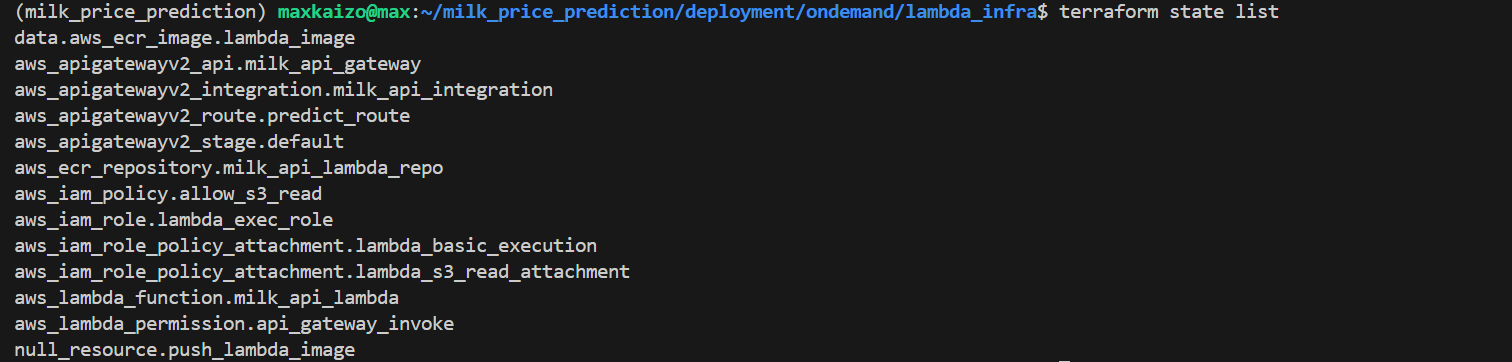 (milk_price_prediction) maxkaizo@max:~/milk_price_prediction/deployment/ondemand/lambda_infra$ terraform state list
data.aws_ecr_image.lambda_image
aws_apigatewayv2_api.milk_api_gateway
aws_apigatewayv2_integration.milk_api_integration
aws_apigatewayv2_route.predict_route
aws_apigatewayv2_stage.default
aws_ecr_repository.milk_api_lambda_repo
aws_iam_policy.allow_s3_read
aws_iam_role.lambda_exec_role
aws_iam_role_policy_attachment.lambda_basic_execution
aws_iam_role_policy_attachment.lambda_s3_read_attachment
aws_lambda_function.milk_api_lambda
aws_lambda_permission.api_gateway_invoke
null_resource.push_lambda_image